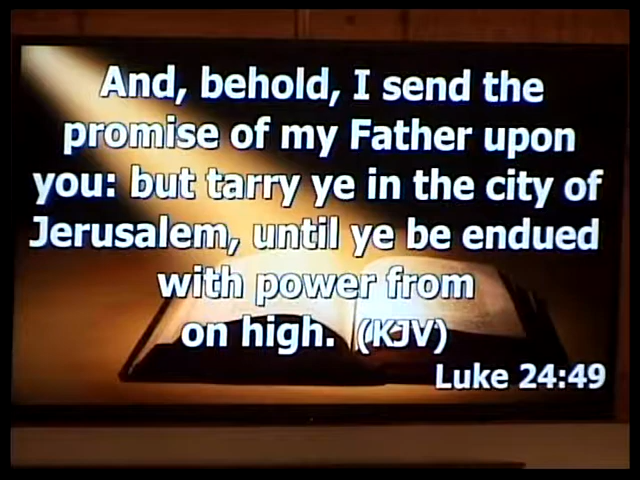 And, behold, I send the
promise of my Father upon
you: but tarry ye in the city of
Jerusalem, until ye be endued
with power from
on high. (KJV)
Luke 24:49